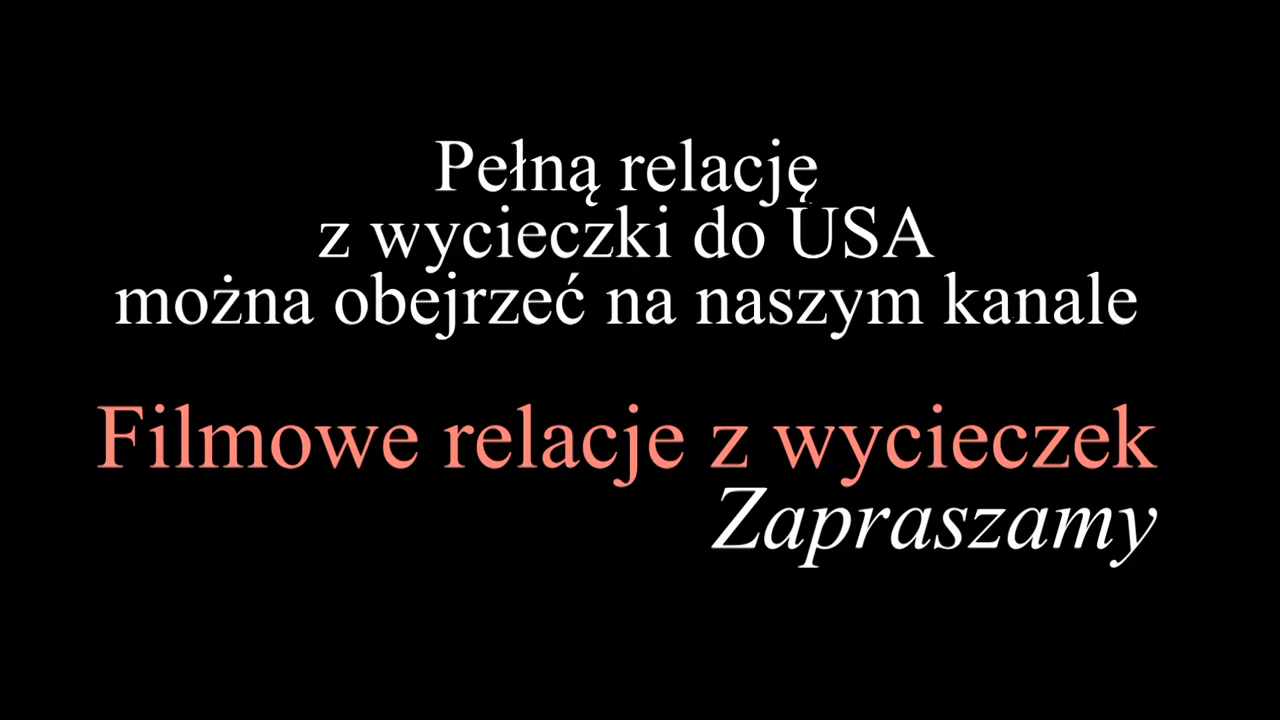 Pełną relację
z wycieczki do USA
można obejrzeć na naszym kanale
Filmowe relacje z wycieczek
Zapraszamy